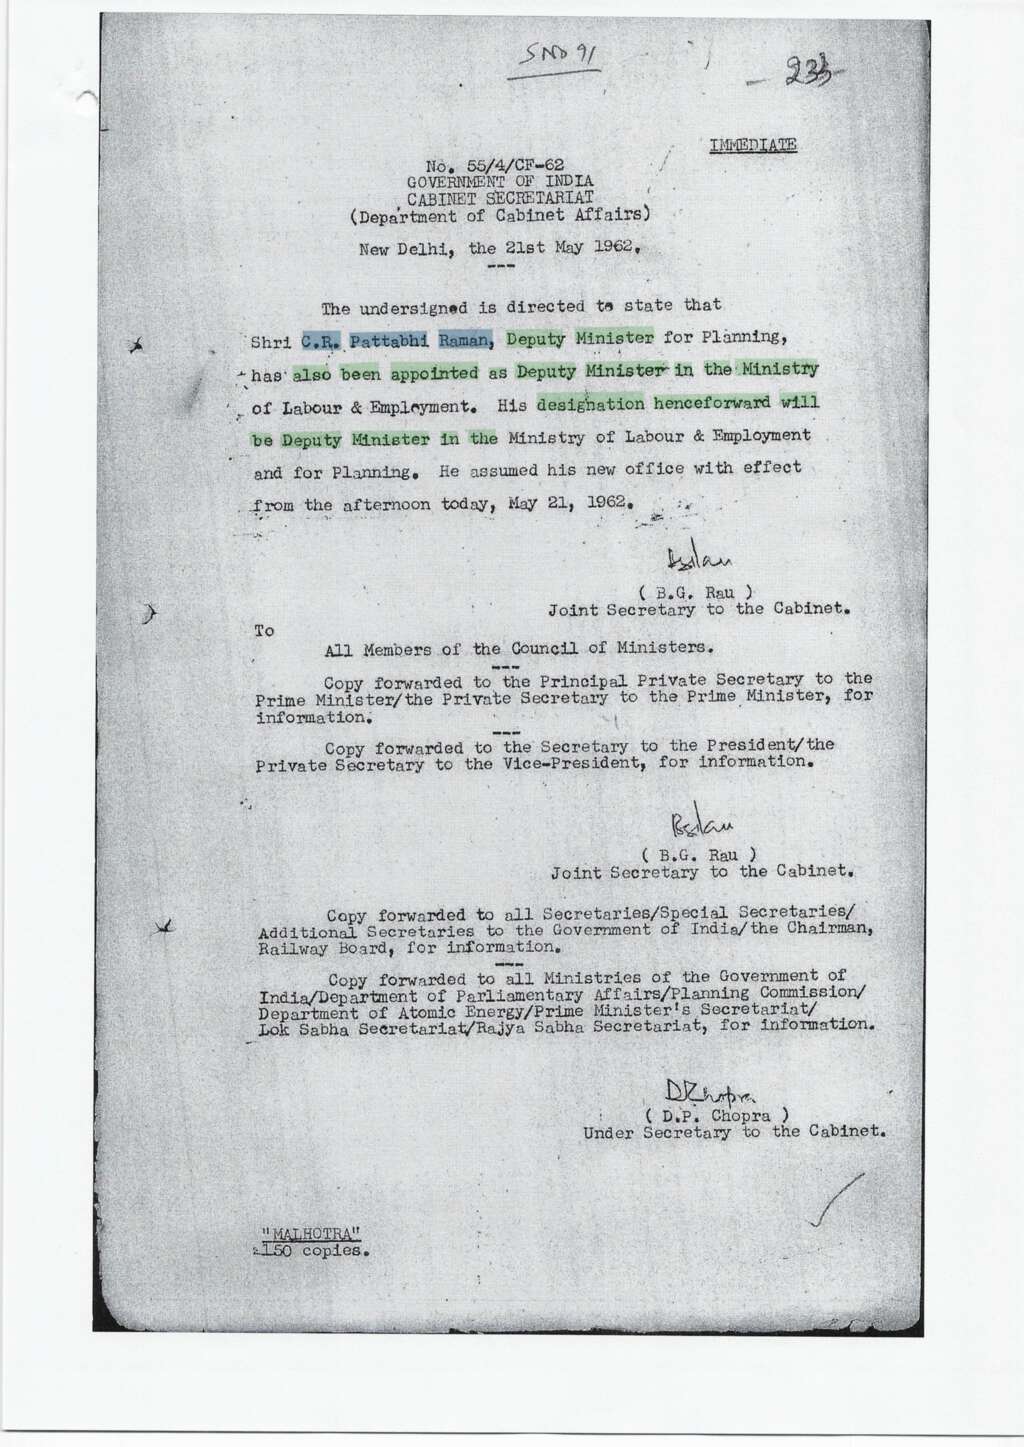 SND 91
233
IMMEDIATE
No. 55/4/CF-62
GOVERNMENT OF INDIA
CABINET SECRETARIAT
(Department of Cabinet Affairs)
New Delhi, the 21st May 1962.
---
The undersigned is directed to state that
Shri C.R. Pattabhi Raman, Deputy Minister for Planning,
has also been appointed as Deputy Minister in the Ministry
of Labour & Employment. His designation henceforward will
be Deputy Minister in the Ministry of Labour & Employment
and for Planning. He assumed his new office with effect
from the afternoon today, May 21, 1962.
( B.G. Rau )
Joint Secretary to the Cabinet.
To
All Members of the Council of Ministers.
---
Copy forwarded to the Principal Private Secretary to the
Prime Minister/the Private Secretary to the Prime Minister, for
information.
---
Copy forwarded to the Secretary to the President/the
Private Secretary to the Vice-President, for information.
( B.G. Rau )
Joint Secretary to the Cabinet.
Copy forwarded to all Secretaries/Special Secretaries/
Additional Secretaries to the Government of India/the Chairman,
Railway Board, for information.
---
Copy forwarded to all Ministries of the Government of
India/Department of Parliamentary Affairs/Planning Commission/
Department of Atomic Energy/Prime Minister's Secretariat/
Lok Sabha Secretariat/Rajya Sabha Secretariat, for information.
DPChopra
( D.P. Chopra )
Under Secretary to the Cabinet.
"MALHOTRA"
150 copies.